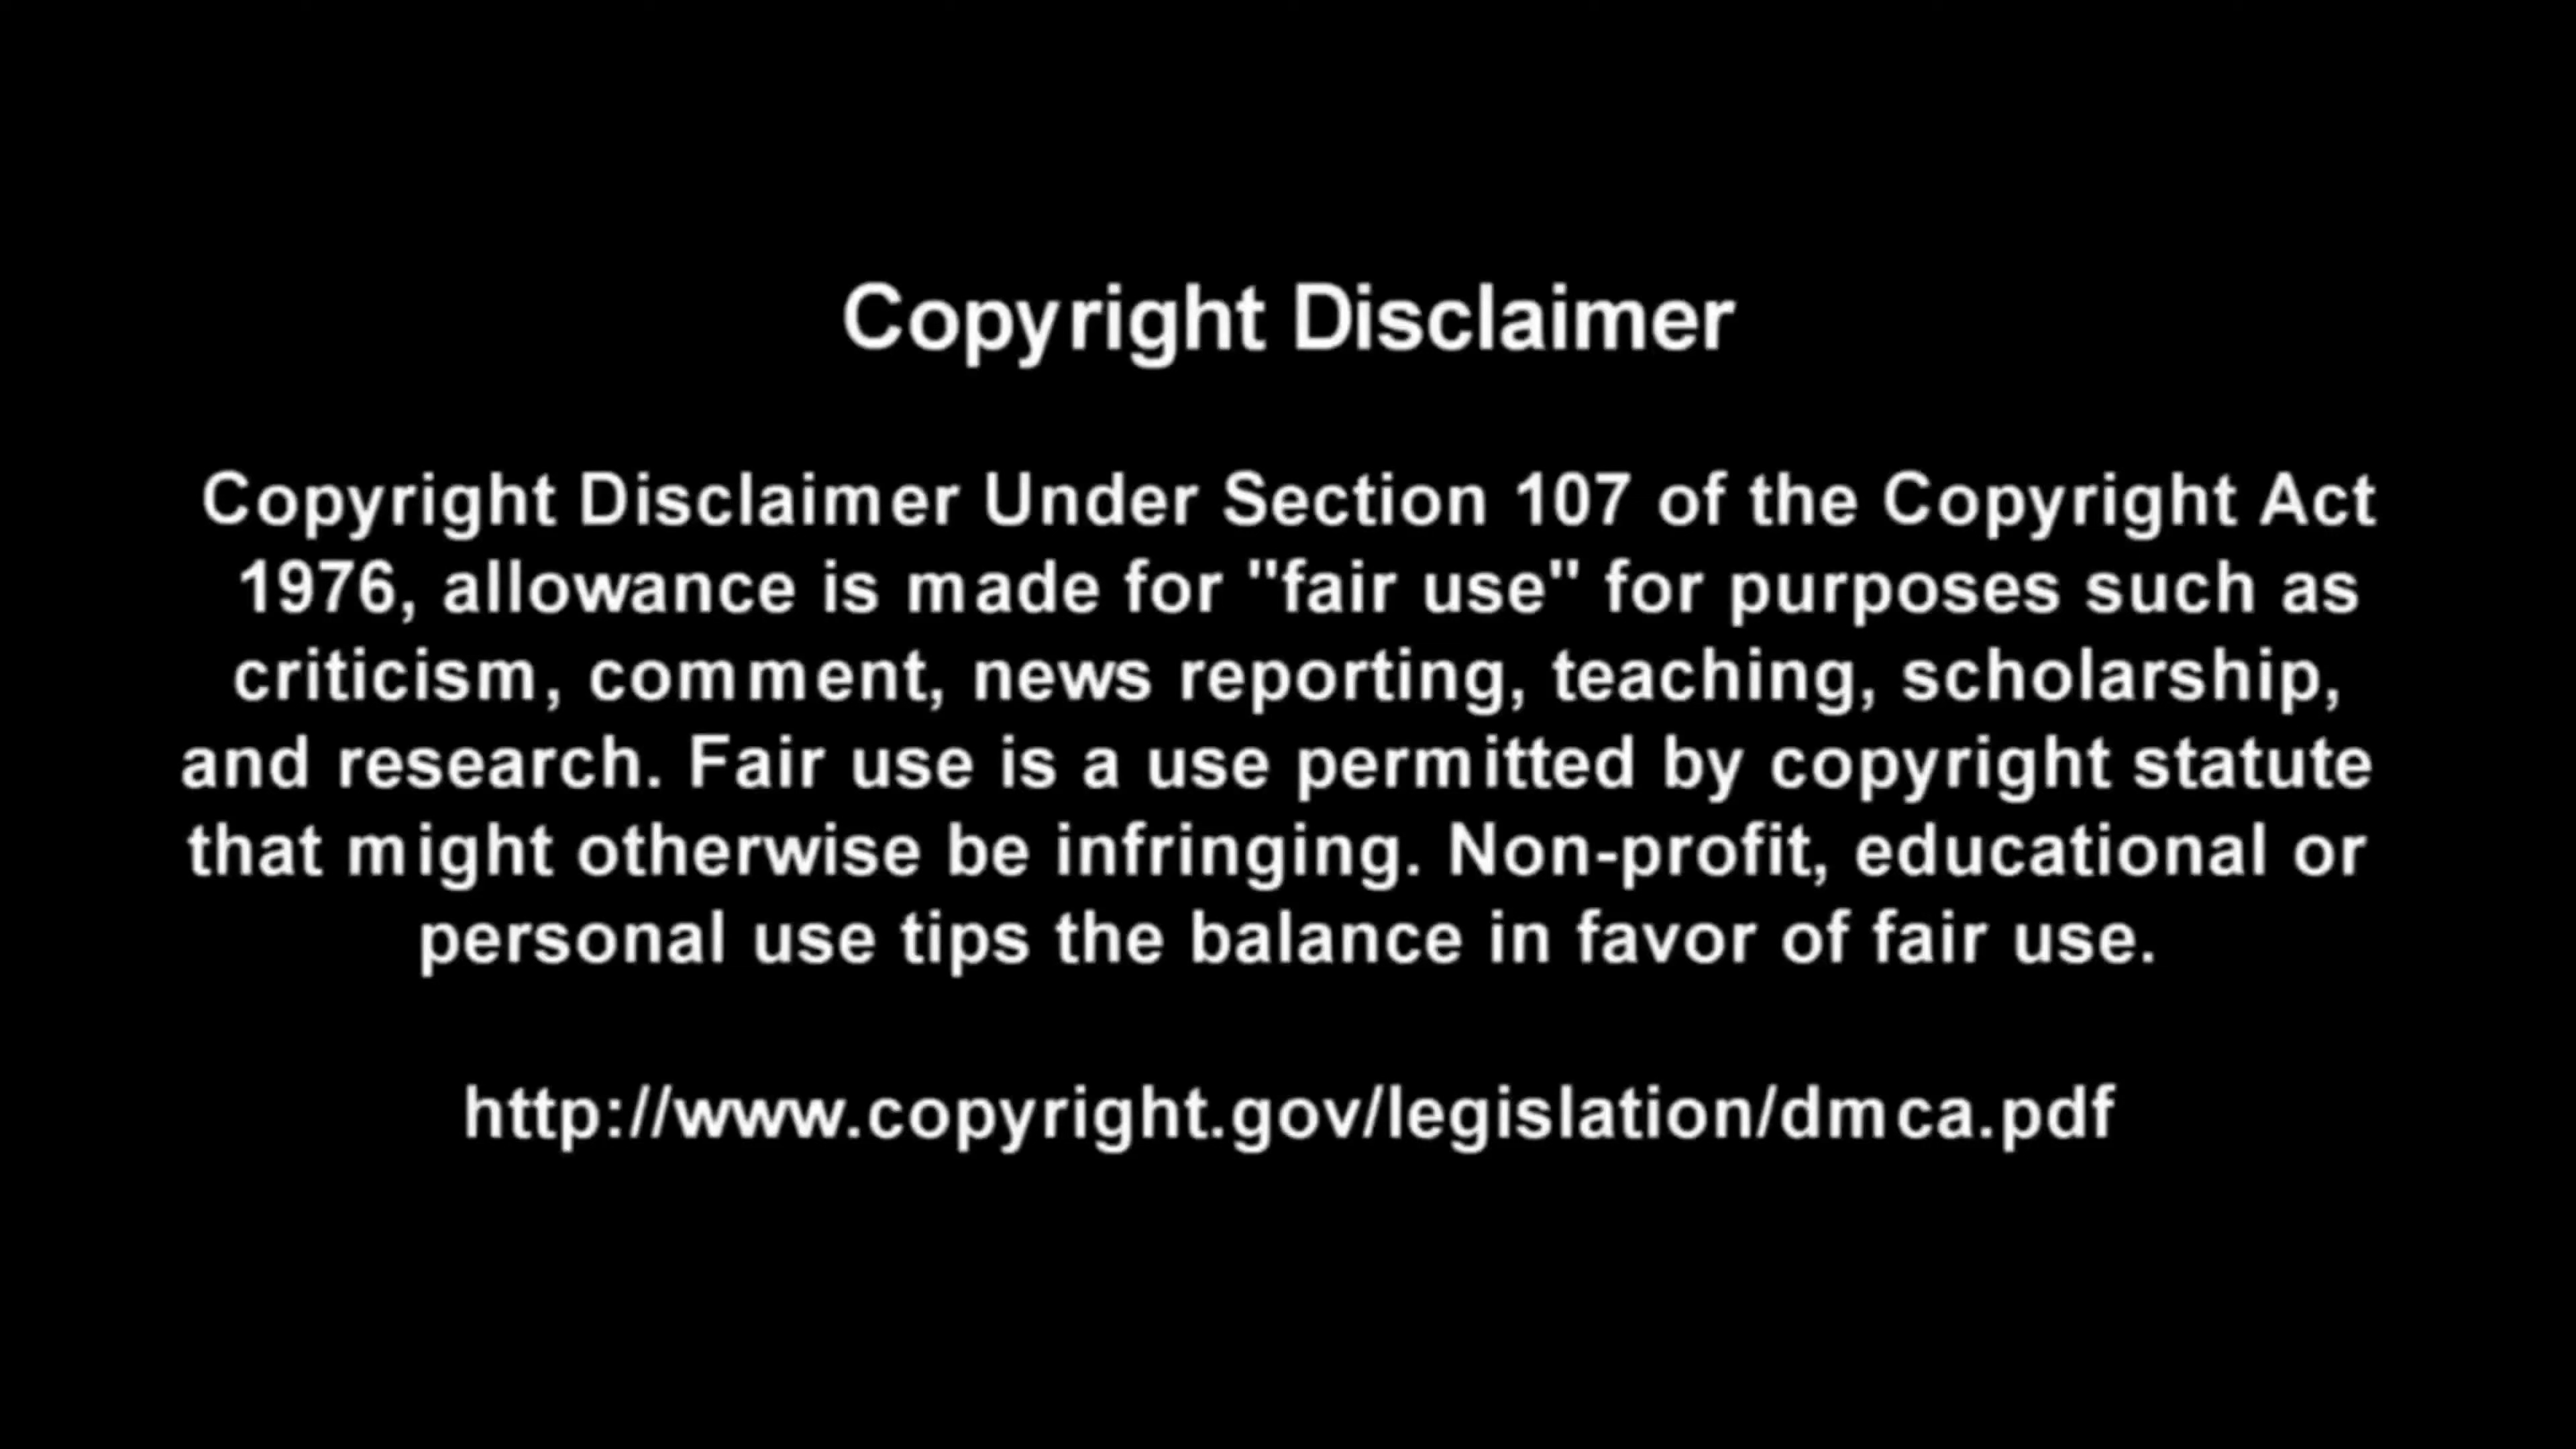 Copyright Disclaimer
Copyright Disclaimer Under Section 107 of the Copyright Act
1976, allowance is made for "fair use" for purposes such as
criticism, comment, news reporting, teaching, scholarship,
and research. Fair use is a use permitted by copyright statute
that might otherwise be infringing. Non-profit, educational or
personal use tips the balance in favor of fair use.
http://www.copyright.gov/legislation/dmca.pdf